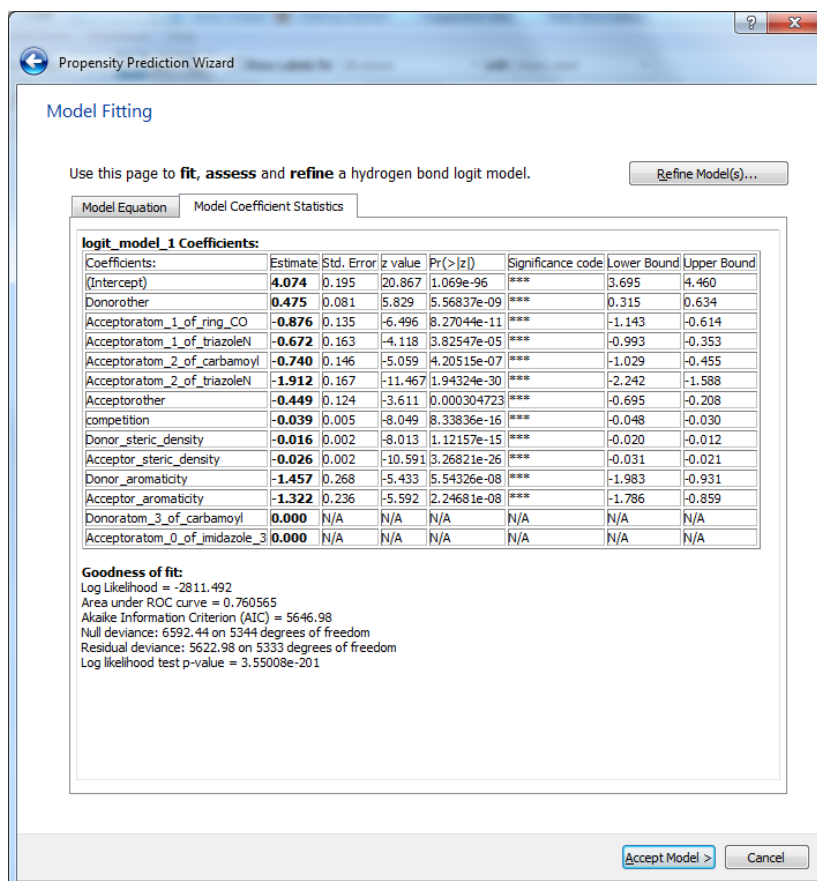 ?
X
Propensity Prediction Wizard
Model Fitting
Use this page to fit, assess and refine a hydrogen bond logit model.
Refine Model(s)...
Model Equation Model Coefficient Statistics
logit_model_1 Coefficients:
Coefficients: Estimate Std. Error z value Pr(>|z|) Significance code Lower Bound Upper Bound
(Intercept) 4.074 0.195 20.867 1.069e-96 *** 3.695 4.460
Donorother 0.475 0.081 5.829 5.56837e-09 *** 0.315 0.634
Acceptoratom_1_of_ring_CO -0.876 0.135 -6.496 8.27044e-11 *** -1.143 -0.614
Acceptoratom_1_of_triazoleN -0.672 0.163 -4.118 3.82547e-05 *** -0.993 -0.353
Acceptoratom_2_of_carbamoyl -0.740 0.146 -5.059 4.20515e-07 *** -1.029 -0.455
Acceptoratom_2_of_triazoleN -1.912 0.167 -11.467 1.94324e-30 *** -2.242 -1.588
Acceptorother -0.449 0.124 -3.611 0.000304723 *** -0.695 -0.208
competition -0.039 0.005 -8.049 8.33836e-16 *** -0.048 -0.030
Donor_steric_density -0.016 0.002 -8.013 1.12157e-15 *** -0.020 -0.012
Acceptor_steric_density -0.026 0.002 -10.591 3.26821e-26 *** -0.031 -0.021
Donor_aromaticity -1.457 0.268 -5.433 5.54326e-08 *** -1.983 -0.931
Acceptor_aromaticity -1.322 0.236 -5.592 2.24681e-08 *** -1.786 -0.859
Donoratom_3_of_carbamoyl 0.000 N/A N/A N/A N/A N/A N/A
Acceptoratom_0_of_imidazole_3 0.000 N/A N/A N/A N/A N/A N/A
Goodness of fit:
Log Likelihood = -2811.492
Area under ROC curve = 0.760565
Akaike Information Criterion (AIC) = 5646.98
Null deviance: 6592.44 on 5344 degrees of freedom
Residual deviance: 5622.98 on 5333 degrees of freedom
Log likelihood test p-value = 3.55008e-201
Accept Model > Cancel